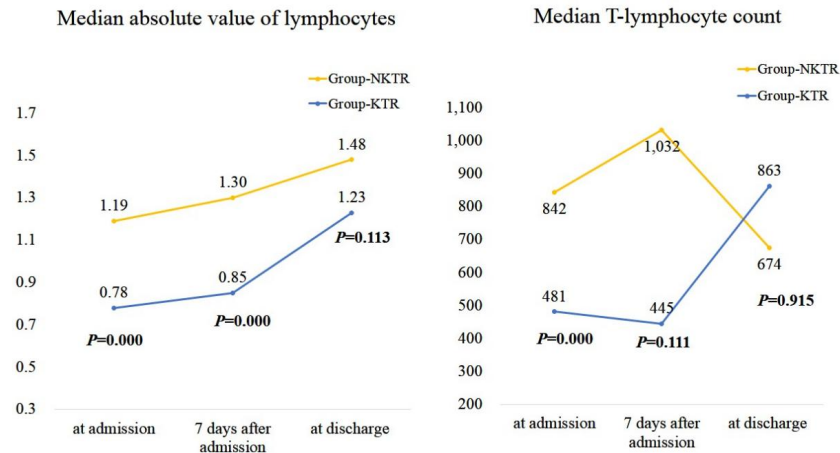 Median absolute value of lymphocytes
Group-NKTR
Group-KTR
1.7
1.5
1.3
1.1
0.9
0.7
0.5
0.3
1.19
1.30
1.48
0.78
0.85
1.23
P=0.000
P=0.000
P=0.113
at admission
7 days after
admission
at discharge
Median T-lymphocyte count
Group-NKTR
Group-KTR
1,100
1,000
900
800
700
600
500
400
300
200
842
1,032
674
481
445
863
P=0.000
P=0.111
P=0.915
at admission
7 days after
admission
at discharge